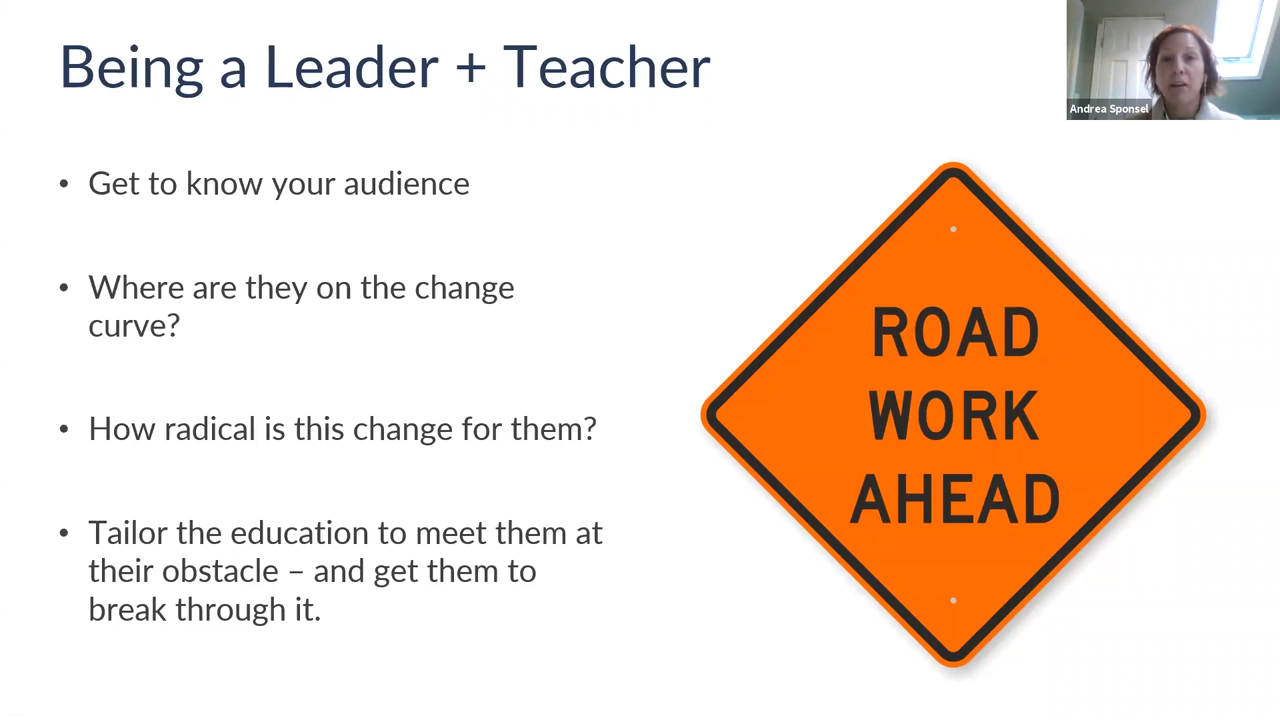 Being a Leader + Teacher
Andrea Sponsel
• Get to know your audience
• Where are they on the change
curve?
• How radical is this change for them?
• Tailor the education to meet them at
their obstacle – and get them to
break through it.
ROAD
WORK
AHEAD